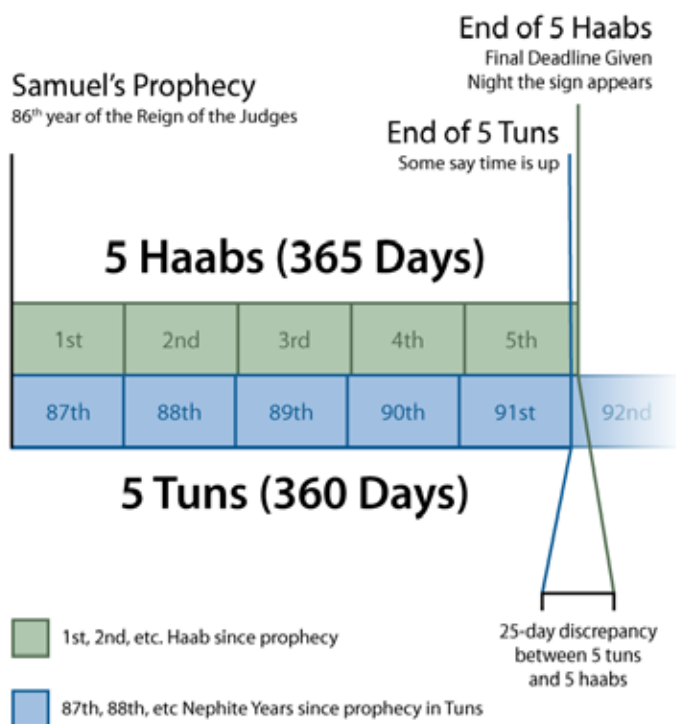 End of 5 Haabs
Final Deadline Given
Night the sign appears
Samuel's Prophecy
86th year of the Reign of the Judges
End of 5 Tuns
Some say time is up
5 Haabs (365 Days)
1st 2nd 3rd 4th 5th
87th 88th 89th 90th 91st 92nd
5 Tuns (360 Days)
1st, 2nd, etc. Haab since prophecy
25-day discrepancy
between 5 tuns
and 5 haabs
87th, 88th, etc Nephite Years since prophecy in Tuns